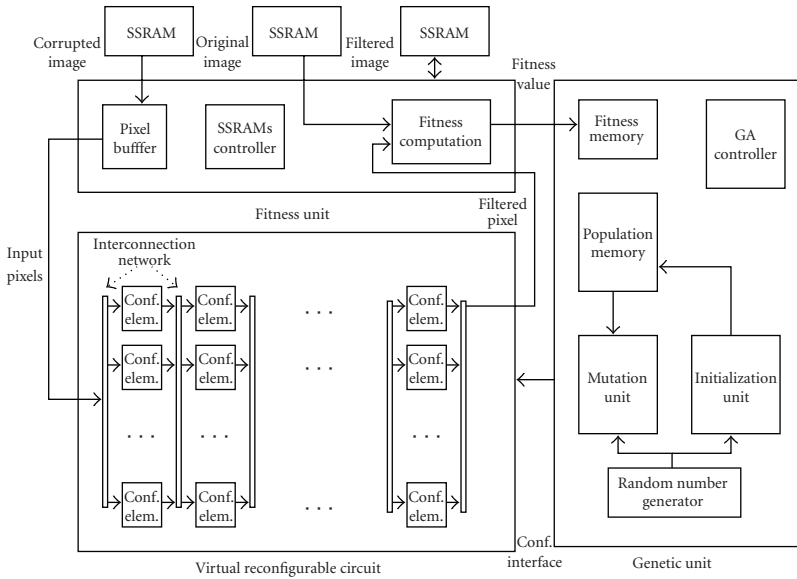 SSRAM
SSRAM
SSRAM
Corrupted
image
Original
image
Filtered
image
Fitness
value
Pixel
bufffer
SSRAMs
controller
Fitness
computation
Fitness
memory
GA
controller
Fitness unit
Filtered
pixel
Input
pixels
Interconnection
network
Population
memory
Conf.
elem.
Conf.
elem.
. . .
Conf.
elem.
Conf.
elem.
Conf.
elem.
. . .
Conf.
elem.
Mutation
unit
Initialization
unit
. . .
. . .
. . .
Conf.
elem.
Conf.
elem.
. . .
Conf.
elem.
Random number
generator
Conf.
interface
Virtual reconfigurable circuit
Genetic unit